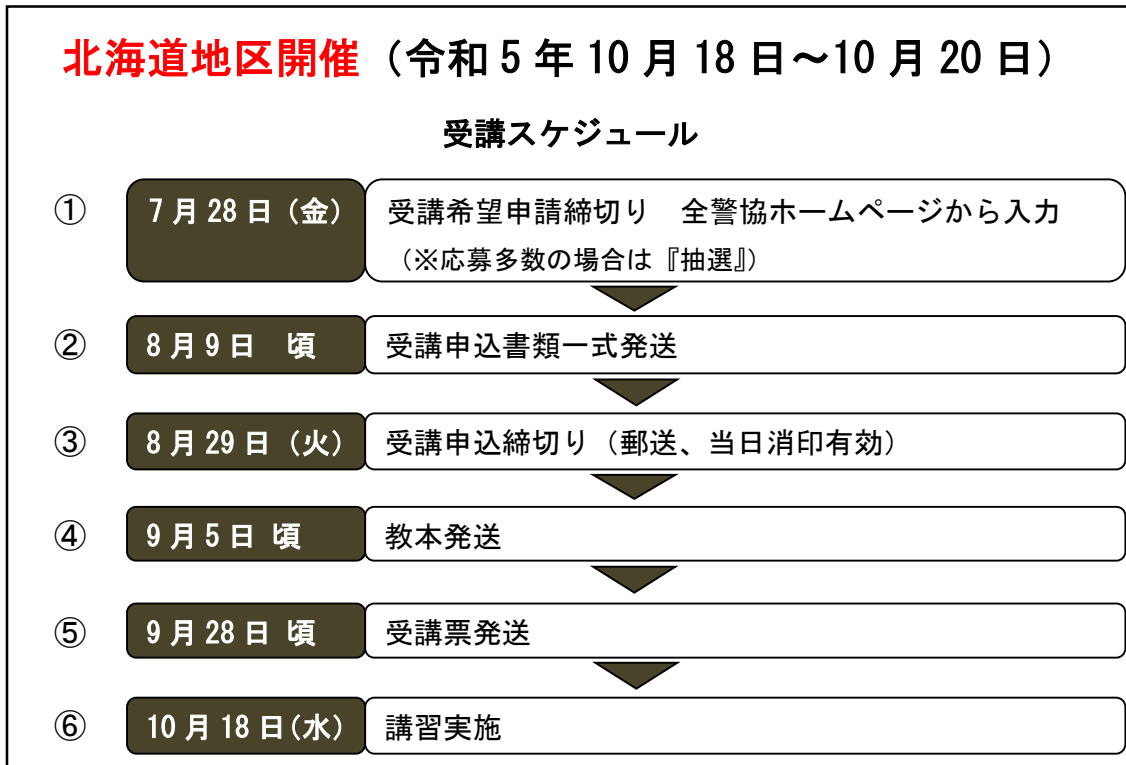 北海道地区開催（令和5年10月18日～10月20日）
受講スケジュール
① 7月28日（金） 受講希望申請締切り　全警協ホームページから入力
（※応募多数の場合は『抽選』）
② 8月9日　頃 受講申込書類一式発送
③ 8月29日（火） 受講申込締切り（郵送、当日消印有効）
④ 9月5日 頃 教本発送
⑤ 9月28日 頃 受講票発送
⑥ 10月18日(水) 講習実施